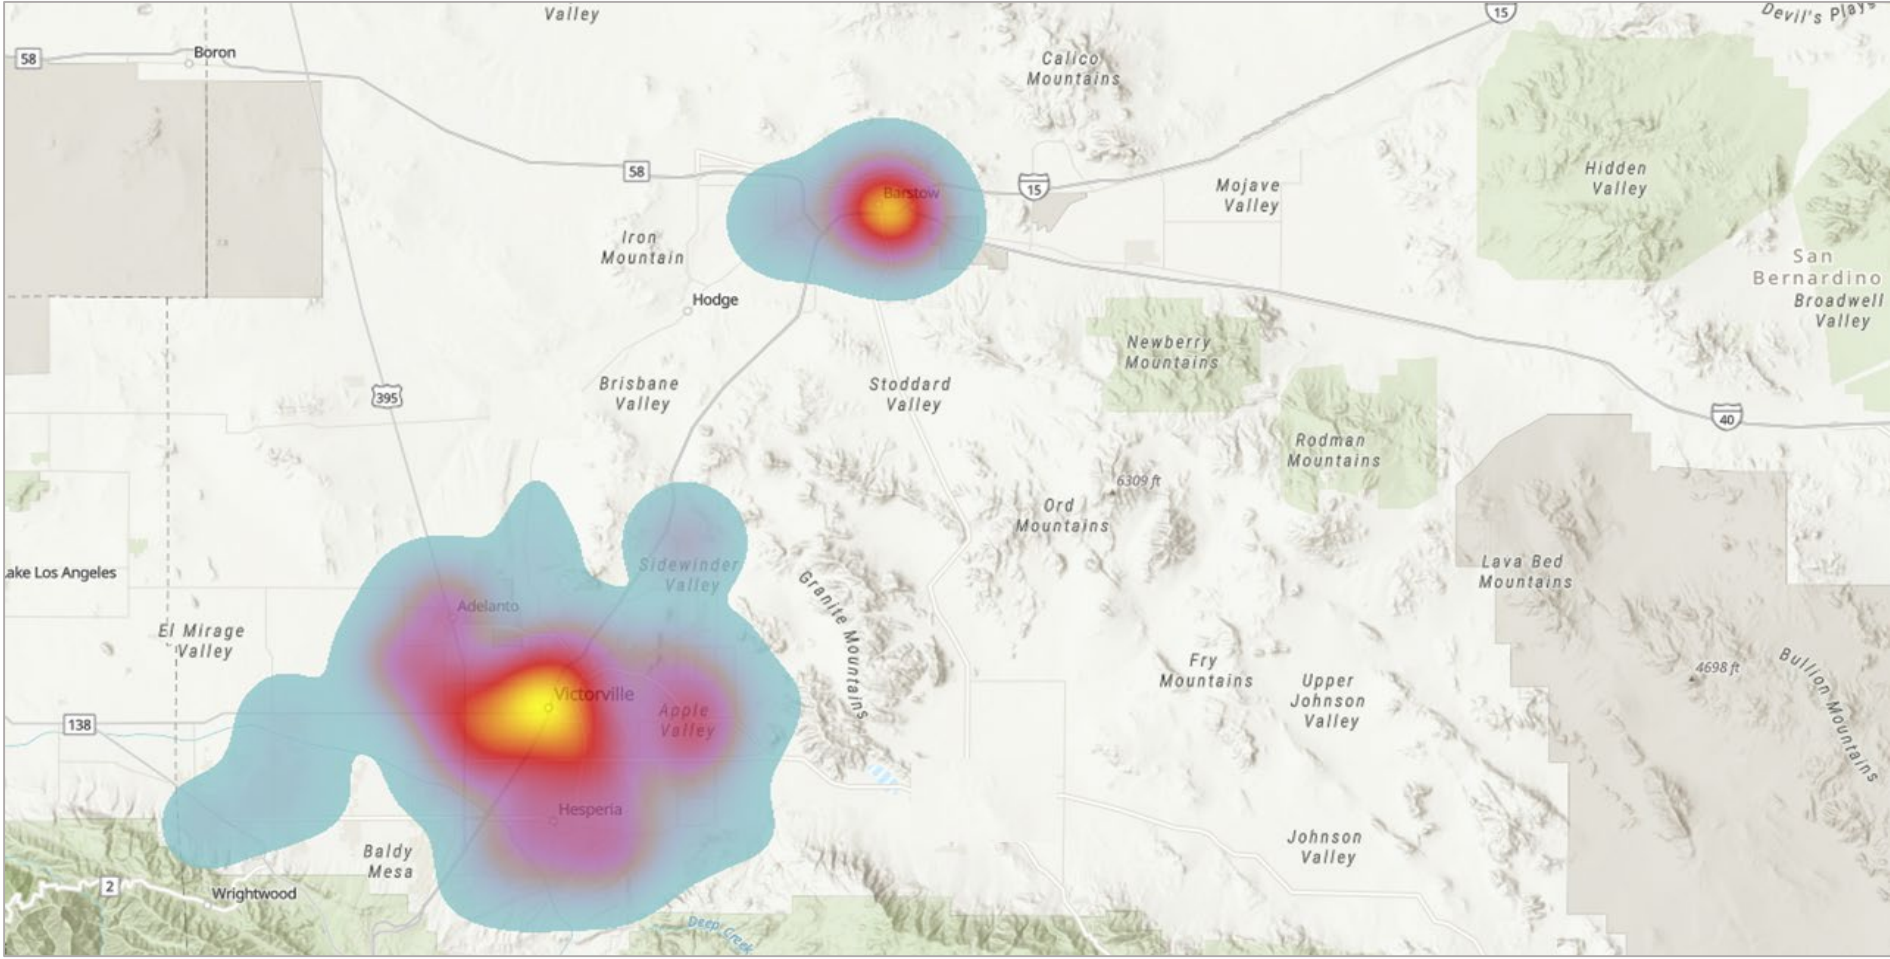 Valley
15
Devil's Plays
58
Boron
Calico
Mountains
58
15
Barstow
Mojave
Valley
Hidden
Valley
Iron
Mountain
San
Bernardino
Broadwell
Valley
Hodge
Newberry
Mountains
Brisbane
Valley
Stoddard
Valley
395
40
Rodman
Mountains
6309 ft
Ord
Mountains
ake Los Angeles
Sidewinder
Valley
Lava Bed
Mountains
Granite Mountains
Adelanto
El Mirage
Valley
Fry
Mountains
Upper
Johnson
Valley
4698 ft
Bullion Mountains
Victorville
Apple
Valley
138
Hesperia
Baldy
Mesa
Johnson
Valley
2
Wrightwood
Deep Creek